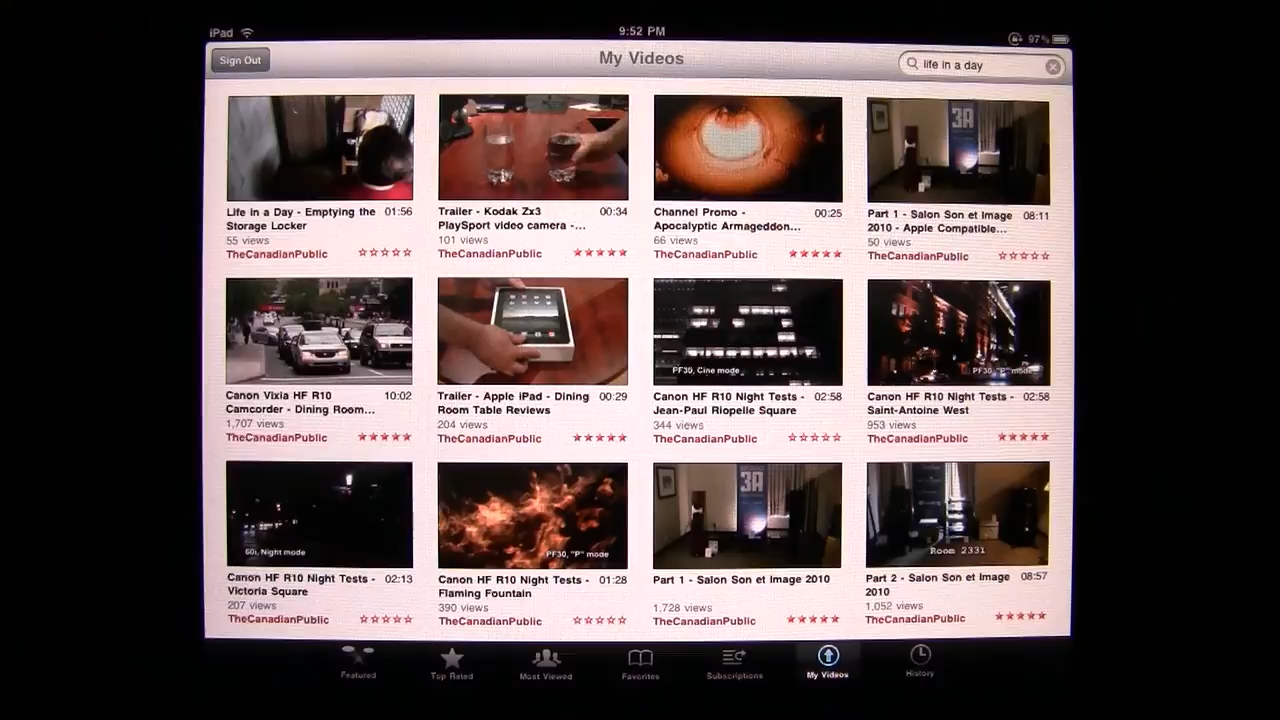 iPad
9:52 PM
97%
Sign Out
My Videos
life in a day
3A
Life in a Day - Emptying the Storage Locker
01:56
55 views
TheCanadianPublic
Trailer - Kodak Zx3 PlaySport video camera -...
00:34
101 views
TheCanadianPublic
Channel Promo - Apocalyptic Armageddon...
00:25
66 views
TheCanadianPublic
Part 1 - Salon Son et Image 2010 - Apple Compatible...
08:11
50 views
TheCanadianPublic
PF30, Cine mode
PF30, "P" mode
Canon Vixia HF R10 Camcorder - Dining Room...
10:02
1,707 views
TheCanadianPublic
Trailer - Apple iPad - Dining Room Table Reviews
00:29
204 views
TheCanadianPublic
Canon HF R10 Night Tests - Jean-Paul Riopelle Square
02:58
344 views
TheCanadianPublic
Canon HF R10 Night Tests - Saint-Antoine West
02:58
953 views
TheCanadianPublic
60i, Night mode
PF30, "P" mode
3A
Room 2331
Canon HF R10 Night Tests - Victoria Square
02:13
207 views
TheCanadianPublic
Canon HF R10 Night Tests - Flaming Fountain
01:28
390 views
TheCanadianPublic
Part 1 - Salon Son et Image 2010
1,728 views
TheCanadianPublic
Part 2 - Salon Son et Image 2010
08:57
1,052 views
TheCanadianPublic
Featured
Top Rated
Most Viewed
Favorites
Subscriptions
My Videos
History